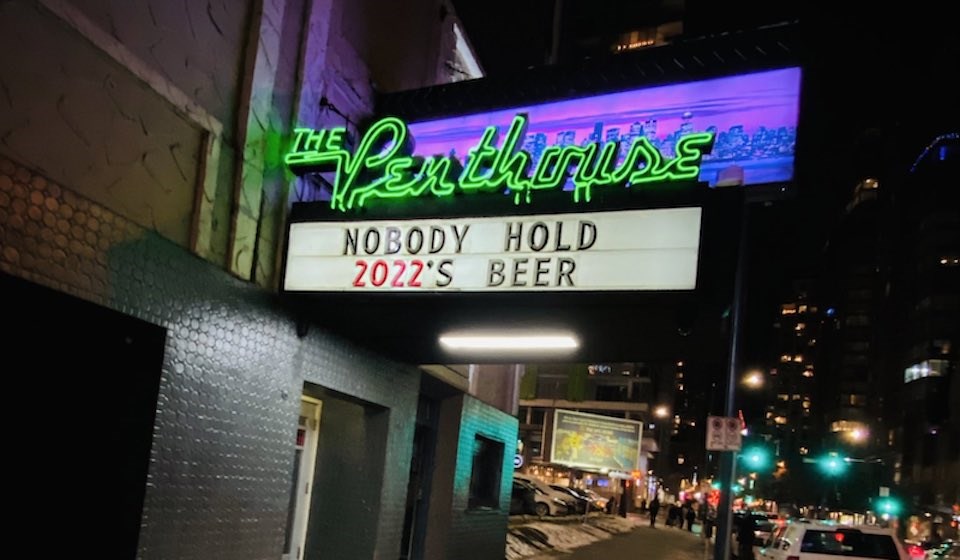 THE Penthouse
NOBODY HOLD
2022'S BEER